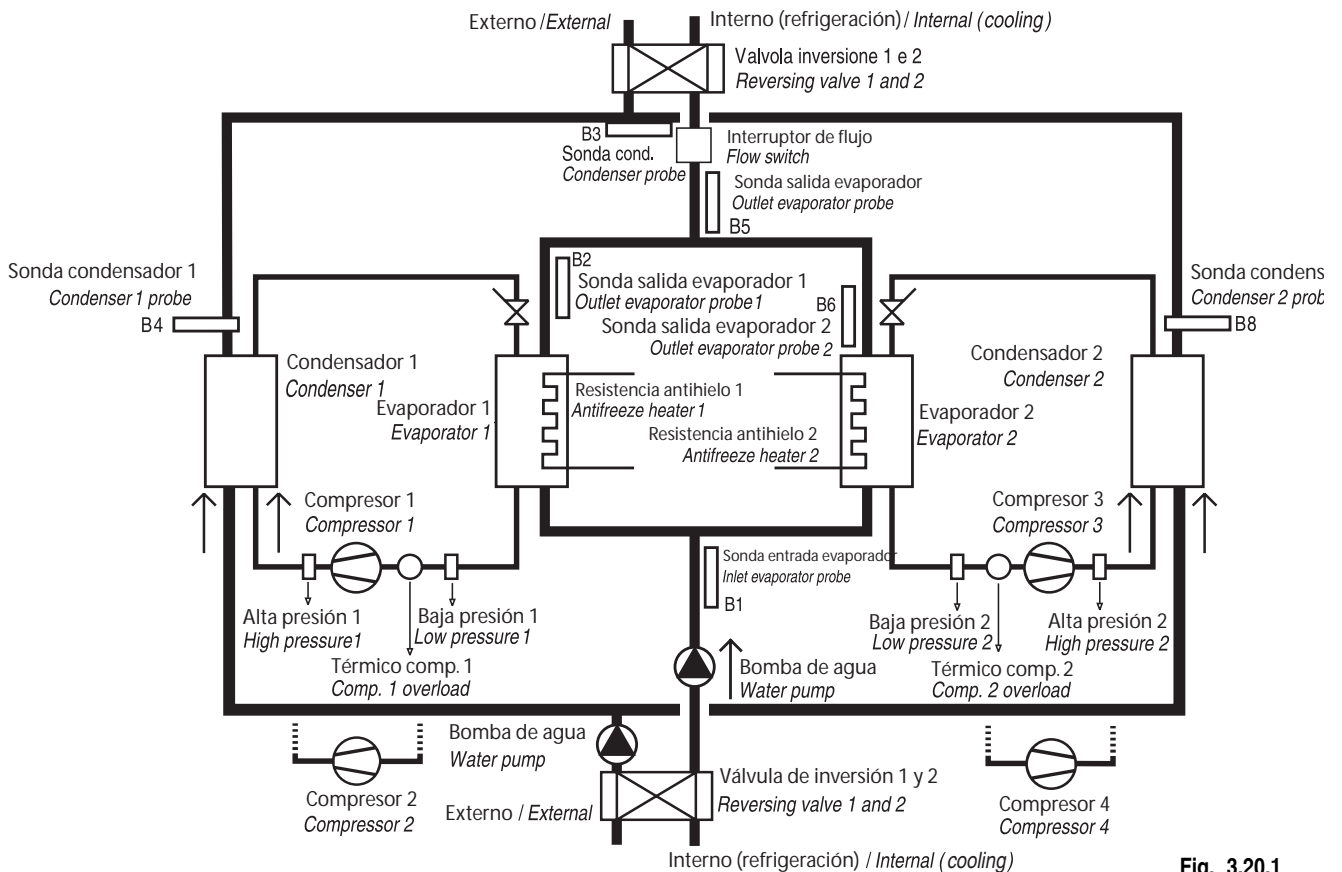 Externo / External
Interno (refrigeración) / Internal (cooling)
Valvola inversione 1 e 2
Reversing valve 1 and 2
B3
Sonda cond.
Condenser probe
Interruptor de flujo
Flow switch
Sonda salida evaporador
Outlet evaporator probe
B5
Sonda condensador 1
Condenser 1 probe
B4
B2
Sonda salida evaporador 1
Outlet evaporator probe 1
B6
Sonda salida evaporador 2
Outlet evaporator probe 2
Sonda condens
Condenser 2 prob
B8
Condensador 1
Condenser 1
Evaporador 1
Evaporator 1
Resistencia antihielo 1
Antifreeze heater 1
Resistencia antihielo 2
Antifreeze heater 2
Condensador 2
Condenser 2
Evaporador 2
Evaporator 2
Compresor 1
Compressor 1
Compresor 3
Compressor 3
Sonda entrada evaporador
Inlet evaporator probe
B1
Alta presión 1
High pressure 1
Baja presión 1
Low pressure 1
Térmico comp. 1
Comp. 1 overload
Baja presión 2
Low pressure 2
Alta presión 2
High pressure 2
Térmico comp. 2
Comp. 2 overload
Bomba de agua
Water pump
Bomba de agua
Water pump
Compresor 2
Compressor 2
Externo / External
Válvula de inversión 1 y 2
Reversing valve 1 and 2
Compresor 4
Compressor 4
Interno (refrigeración) / Internal (cooling)
Fig. 3.20.1